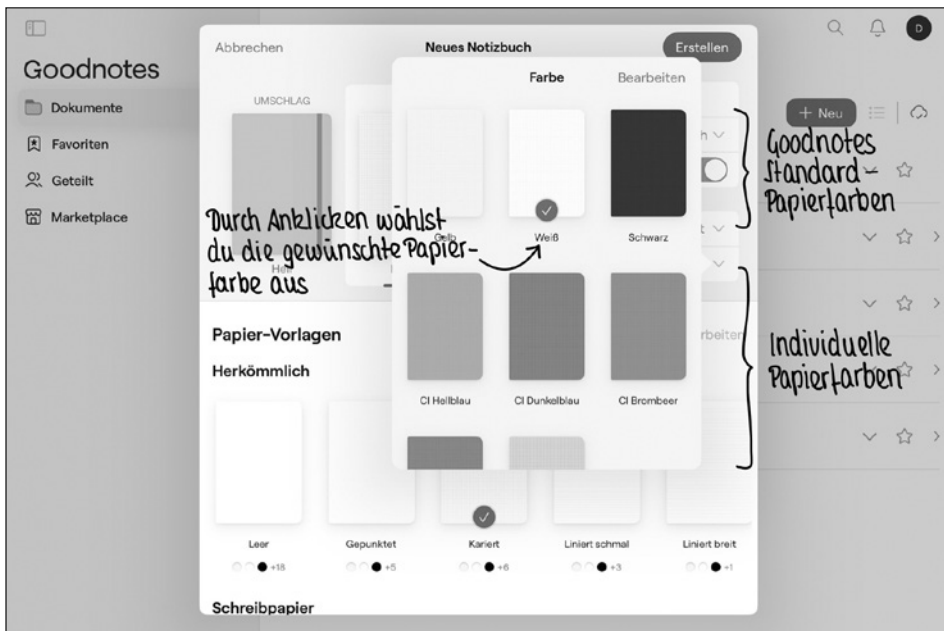 Goodnotes
Dokumente
Favoriten
Geteilt
Marketplace
D
+ Neu
Abbrechen
Neues Notizbuch
Erstellen
UMSCHLAG
Farbe
Bearbeiten
Gelb
Weiß
Schwarz
CI Hellblau
CI Dunkelblau
CI Brombeer
Durch Anklicken wählst
du die gewünschte Papier-
farbe aus
Goodnotes
Standard-
Papierfarben
Individuelle
Papierfarben
Papier-Vorlagen
Herkömmlich
Leer
Gepunktet
Kariert
Liniert schmal
Liniert breit
+18
+5
+6
+3
+1
Schreibpapier